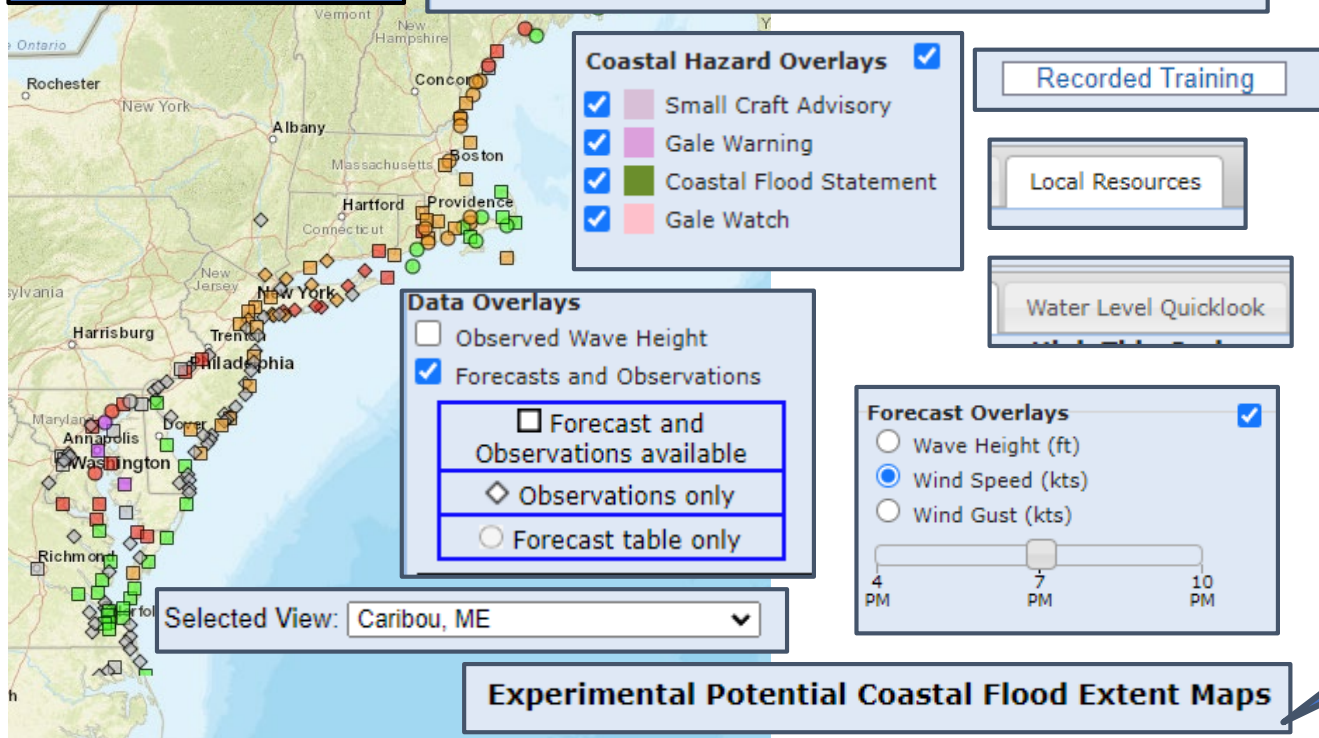 Vermont
New
Hampshire
Ontario
Rochester
New York
Concor
Albany
Massachusetts
Boston
Hartford
Providence
Connecticut
New
Jersey
New York
sylvania
Harrisburg
Trenton
Philadelphia
Maryland
Annapolis
Dover
Washington
Richmond
rfol
h
Y
Coastal Hazard Overlays
Small Craft Advisory
Gale Warning
Coastal Flood Statement
Gale Watch
Recorded Training
Local Resources
Water Level Quicklook
Data Overlays
Observed Wave Height
Forecasts and Observations
Forecast and
Observations available
Observations only
Forecast table only
Forecast Overlays
Wave Height (ft)
Wind Speed (kts)
Wind Gust (kts)
4 7 10
PM PM PM
Selected View: Caribou, ME
Experimental Potential Coastal Flood Extent Maps